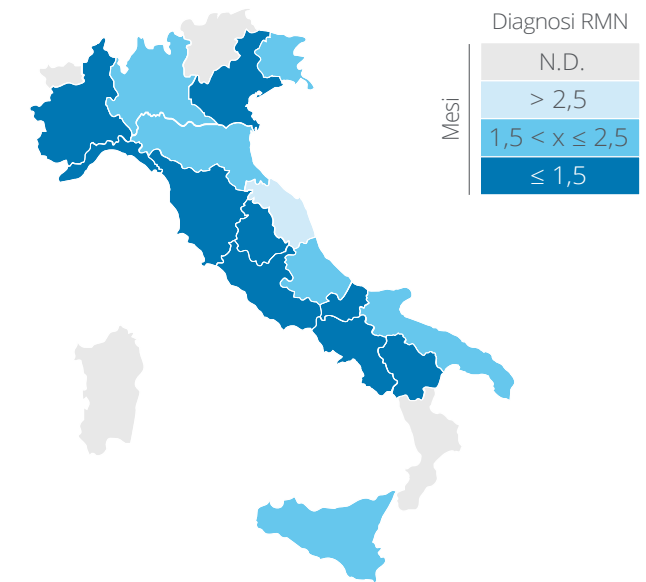 Diagnosi RMN
Mesi
N.D.
> 2,5
1,5 < x ≤ 2,5
≤ 1,5